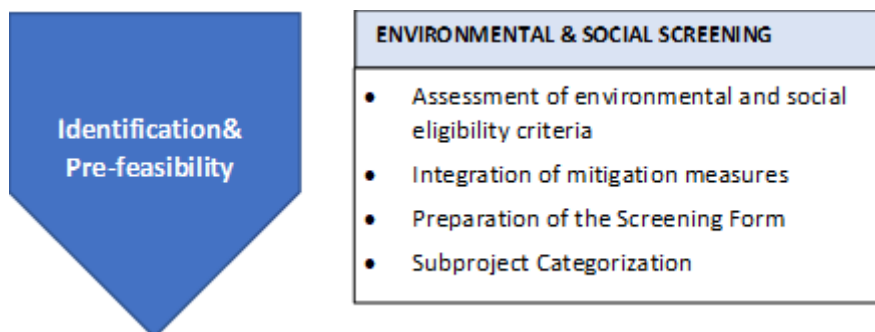 Identification&
Pre-feasibility
ENVIRONMENTAL & SOCIAL SCREENING
• Assessment of environmental and social
eligibility criteria
• Integration of mitigation measures
• Preparation of the Screening Form
• Subproject Categorization